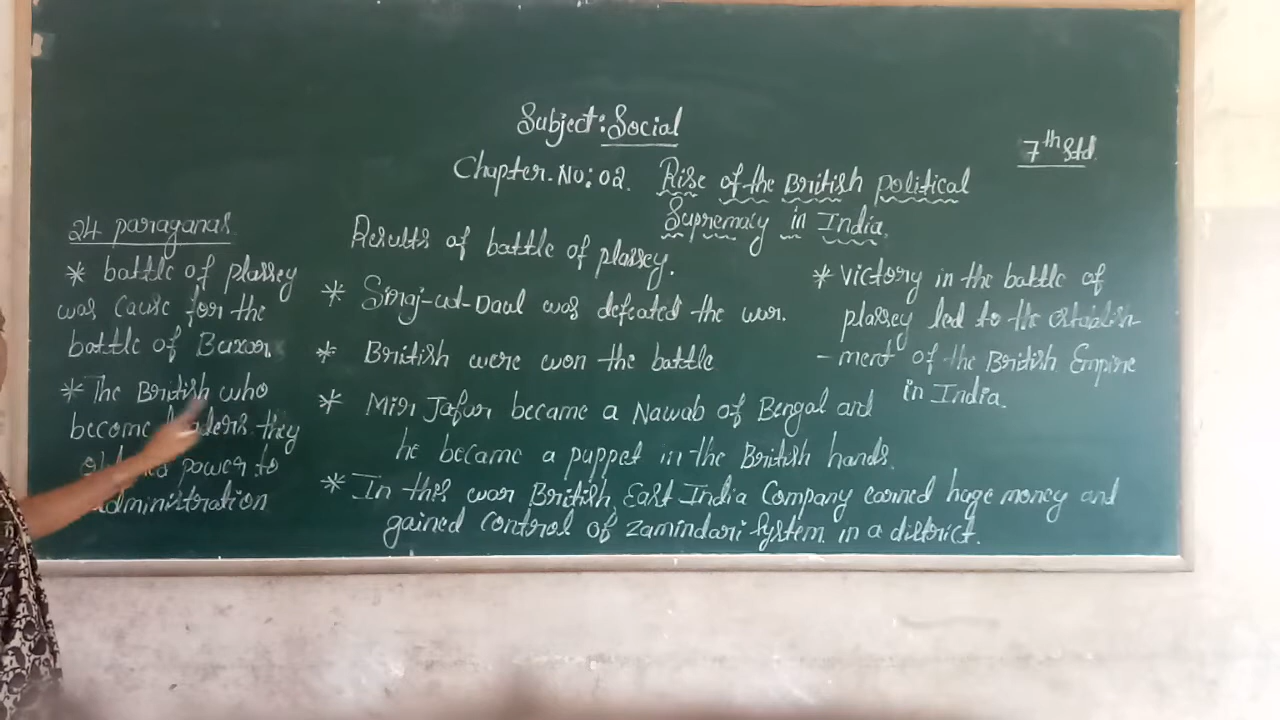 Subject: Social
7th Std.
Chapter. No: 02. Rise of the British political
Supremacy in India.
24 paraganas.
* battle of plassey
was cause for the
battle of Buxar
* The British who
become they
power to
administration
Results of battle of plassey.
* Siraj-ud-Daul was defeated the war.
* British were won the battle
* Mir Jafar became a Nawab of Bengal and
he became a puppet in the British hands.
* In this war British East India Company earned huge money and
gained control of Zamindari System in a district.
* victory in the battle of
plassey led to the establish-
- ment of the British Empire
in India.